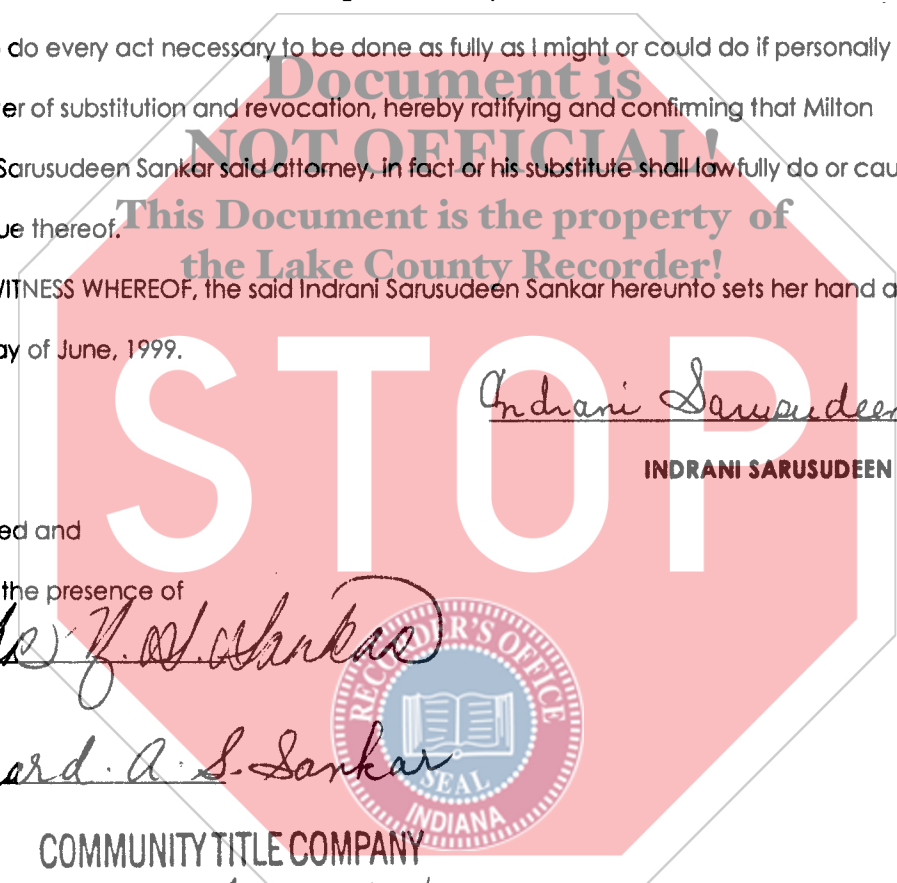 do every act necessary to be done as fully as I might or could do if personally
Document is
er of substitution and revocation, hereby ratifying and confirming that Milton
NOT OFFICIAL!
Sarusudeen Sankar said attorney, in fact or his substitute shall lawfully do or cau
This Document is the property of
ue thereof.
the Lake County Recorder!
WITNESS WHEREOF, the said Indrani Sarusudeen Sankar hereunto sets her hand a
ay of June, 1999.
STOP
Indrani Sarusudeen
INDRANI SARUSUDEEN
ed and
the presence of
S. Sankar
RECORDER'S OFFICE
ard. A. S. Sankar
SEAL
INDIANA
COMMUNITY TITLE COMPANY